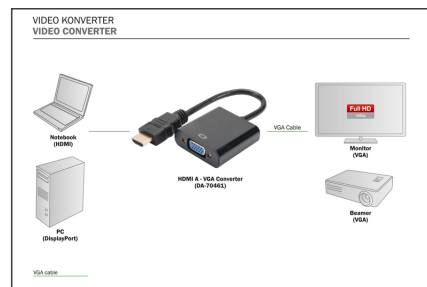 VIDEO KONVERTER
VIDEO CONVERTER
Full HD
VGA Cable
Notebook
(HDMI)
Monitor
(VGA)
HDMI A - VGA Converter
(DA-70461)
PC
(DisplayPort)
Beamer
(VGA)
VGA cable